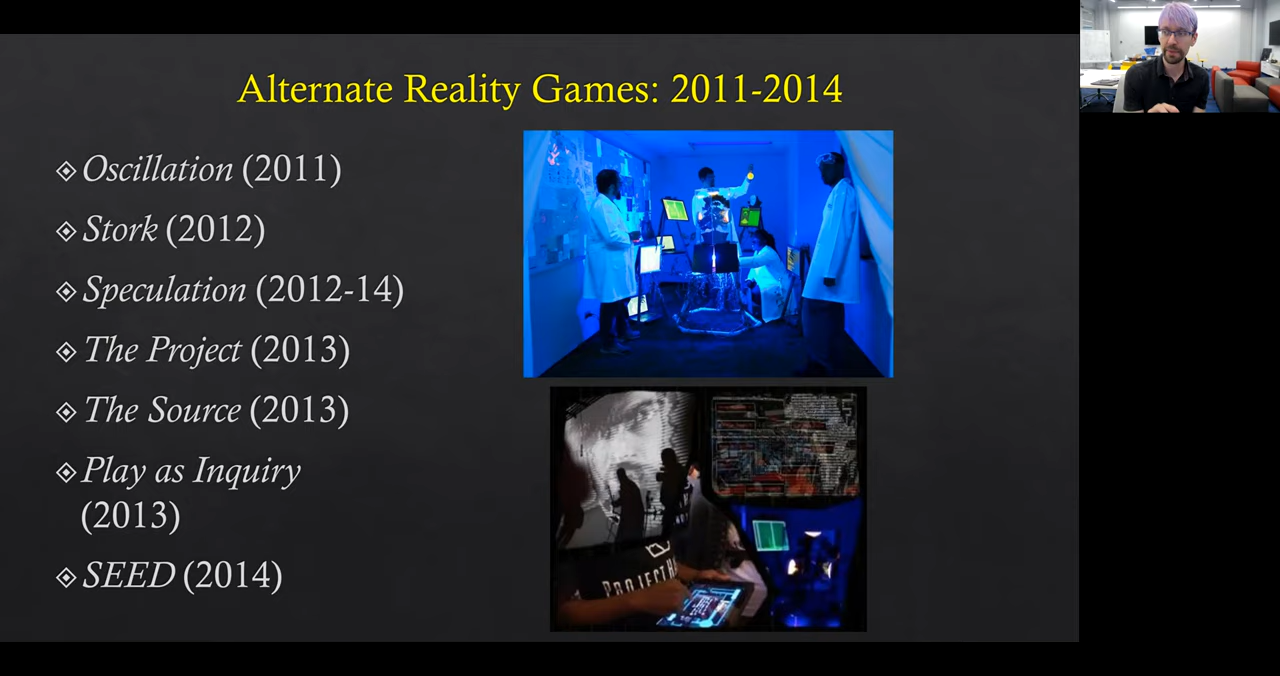 Alternate Reality Games: 2011-2014
Oscillation (2011)
Stork (2012)
Speculation (2012-14)
The Project (2013)
The Source (2013)
Play as Inquiry
(2013)
SEED (2014)